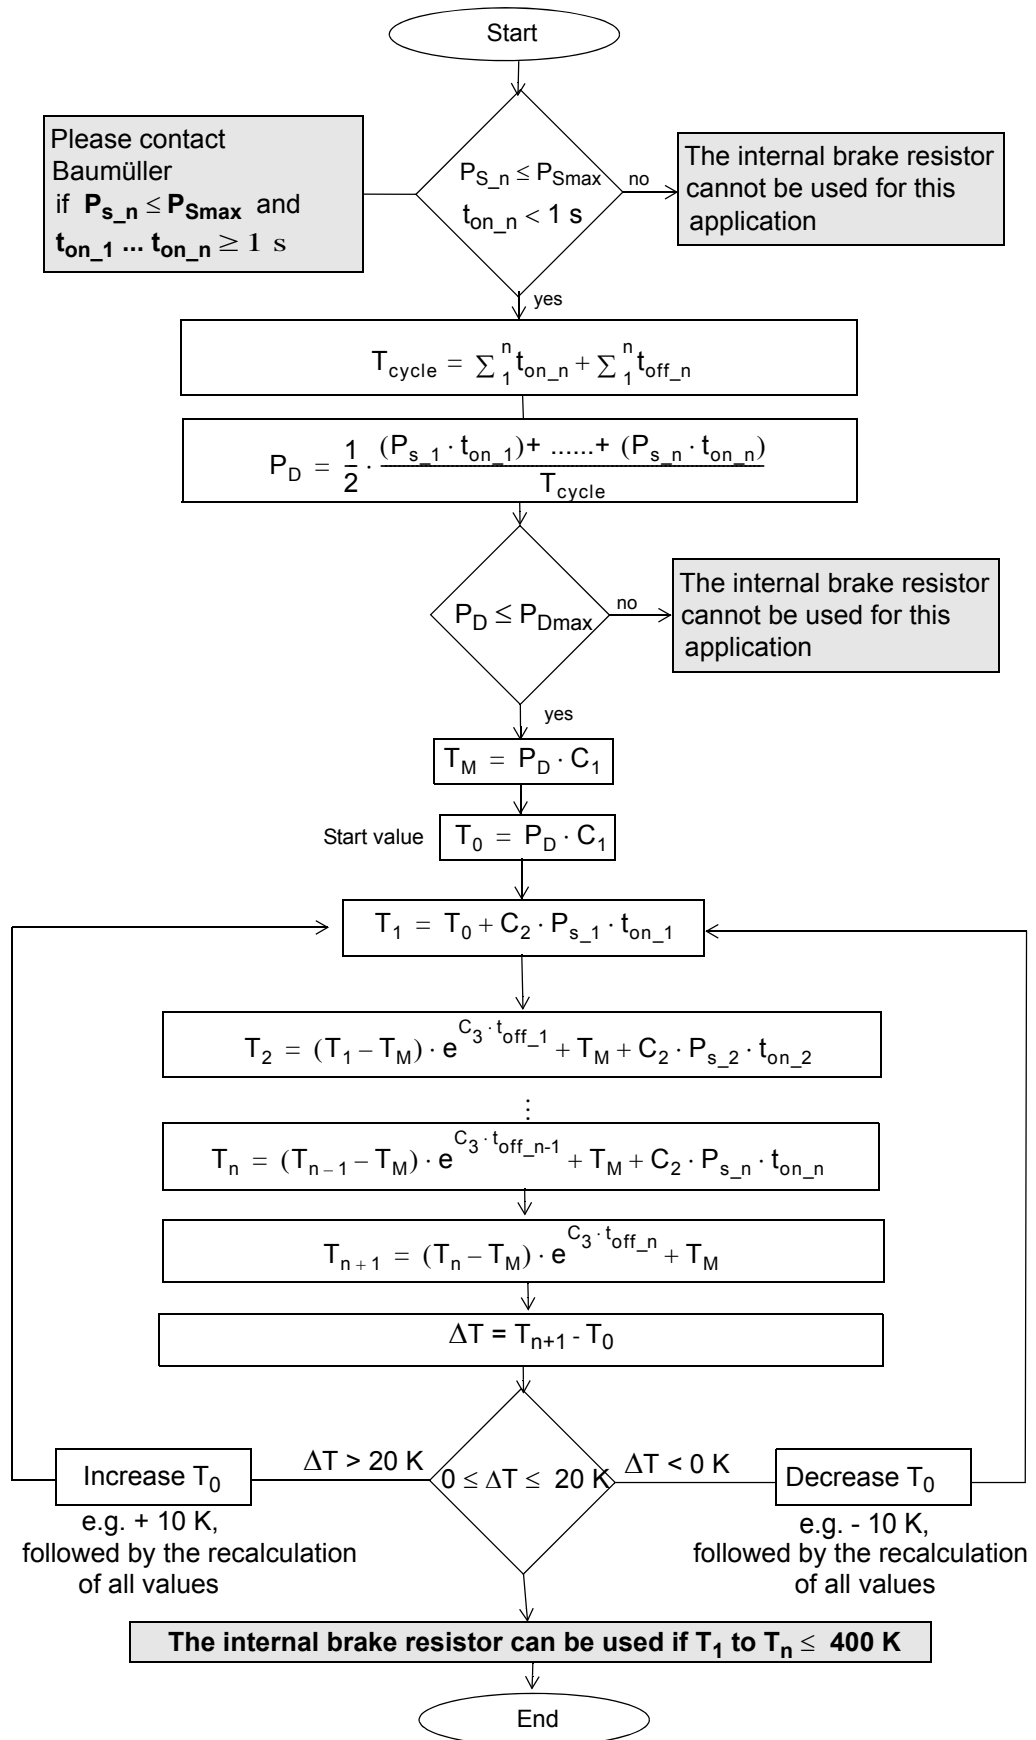 Start
Please contact
Baumüller
if P_s_n ≤ P_Smax and
t_on_1 ... t_on_n ≥ 1 s
P_S_n ≤ P_Smax
t_on_n < 1 s
no
The internal brake resistor
cannot be used for this
application
yes
T_cycle = ∑_1^n t_on_n + ∑_1^n t_off_n
P_D = 1/2 · ((P_s_1 · t_on_1)+ ......+ (P_s_n · t_on_n))/T_cycle
P_D ≤ P_Dmax
no
The internal brake resistor
cannot be used for this
application
yes
T_M = P_D · C_1
Start value
T_0 = P_D · C_1
T_1 = T_0 + C_2 · P_s_1 · t_on_1
T_2 = (T_1 – T_M) · e^(C_3 · t_off_1) + T_M + C_2 · P_s_2 · t_on_2
⋮
T_n = (T_n–1 – T_M) · e^(C_3 · t_off_n-1) + T_M + C_2 · P_s_n · t_on_n
T_n+1 = (T_n – T_M) · e^(C_3 · t_off_n) + T_M
ΔT = T_n+1 - T_0
Increase T_0
ΔT > 20 K
0 ≤ ΔT ≤ 20 K
ΔT < 0 K
Decrease T_0
e.g. + 10 K,
followed by the recalculation
of all values
e.g. - 10 K,
followed by the recalculation
of all values
The internal brake resistor can be used if T_1 to T_n ≤ 400 K
End